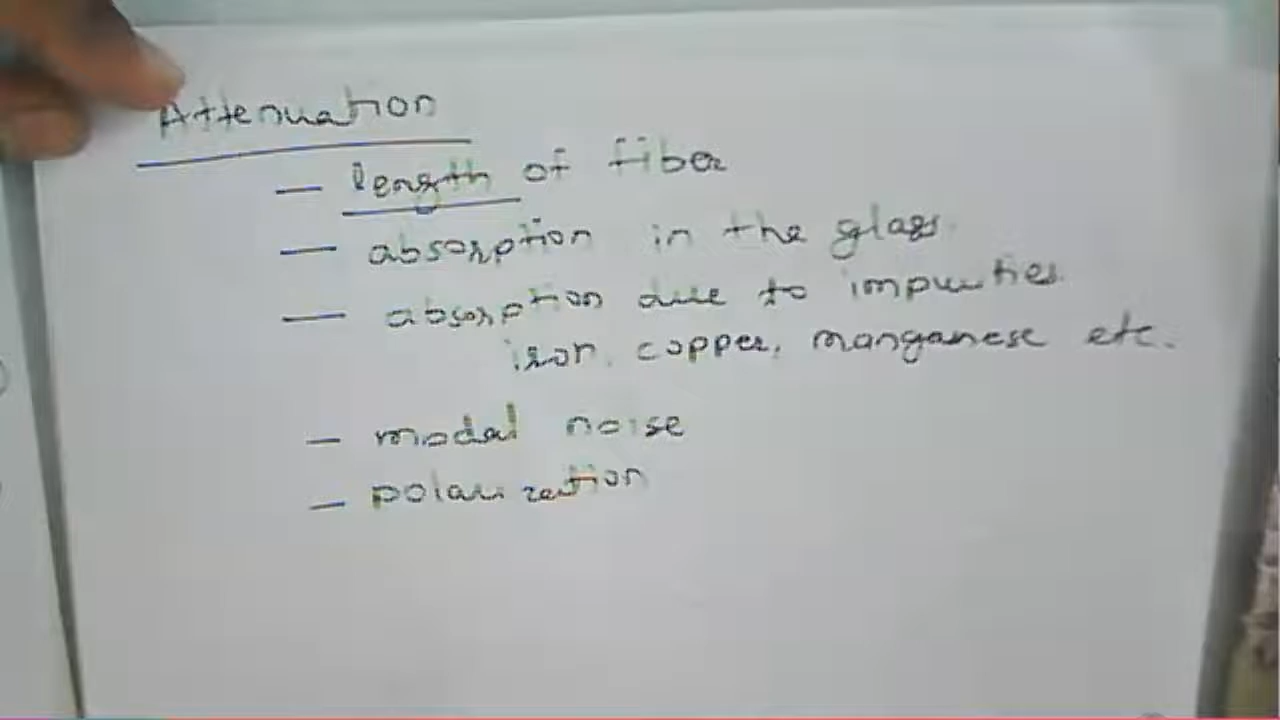 Attenuation
— length of fiber
— absorption in the glass
— absorption due to impurities
iron, copper, manganese etc.
— modal noise
— polarization